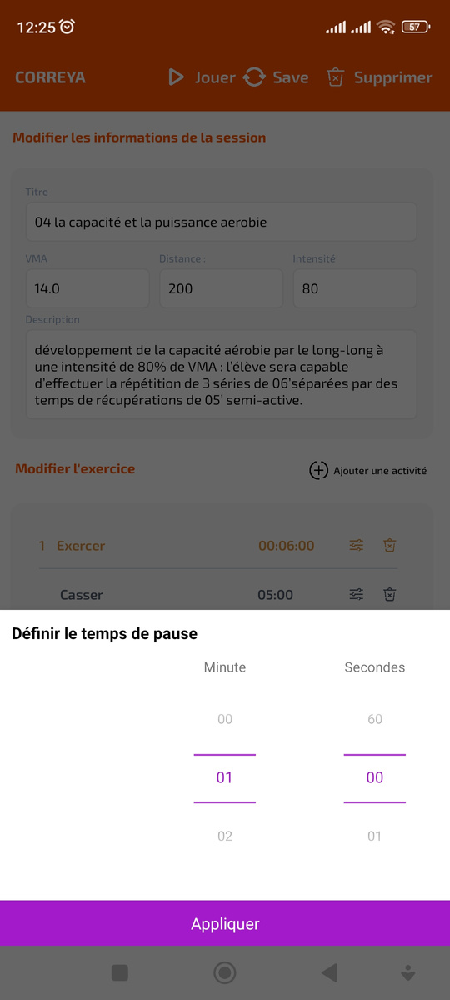 12:25
57
CORREYA
Jouer
Save
Supprimer
Modifier les informations de la session
Titre
04 la capacité et la puissance aerobie
VMA
Distance :
Intensité
14.0
200
80
Description
développement de la capacité aérobie par le long-long à
une intensité de 80% de VMA : l'élève sera capable
d'effectuer la répétition de 3 séries de 06'séparées par des
temps de récupérations de 05' semi-active.
Modifier l'exercice
Ajouter une activité
1 Exercer 00:06:00
Casser 05:00
Définir le temps de pause
Minute Secondes
00 60
01 00
02 01
Appliquer